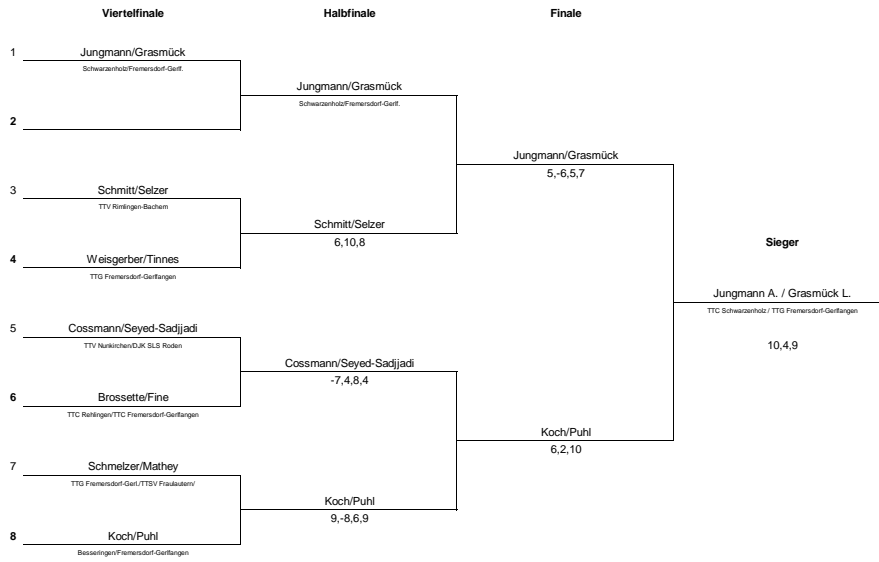 Viertelfinale
Halbfinale
Finale
1
Jungmann/Grasmück
Schwarzenholz/Fremersdorf-Gerlf.
Jungmann/Grasmück
Schwarzenholz/Fremersdorf-Gerlf.
2
Jungmann/Grasmück
5,-6,5,7
3
Schmitt/Selzer
TTV Rimlingen-Bachem
Schmitt/Selzer
6,10,8
Sieger
4
Weisgerber/Tinnes
TTG Fremersdorf-Gerlfangen
Jungmann A. / Grasmück L.
TTC Schwarzenholz / TTG Fremersdorf-Gerlfangen
5
Cossmann/Seyed-Sadjjadi
TTV Nunkirchen/DJK SLS Roden
10,4,9
Cossmann/Seyed-Sadjjadi
-7,4,8,4
6
Brossette/Fine
TTC Rehlingen/TTC Fremersdorf-Gerlfangen
Koch/Puhl
6,2,10
7
Schmelzer/Mathey
TTG Fremersdorf-Gerl./TTSV Fraulautern/
Koch/Puhl
9,-8,6,9
8
Koch/Puhl
Besseringen/Fremersdorf-Gerlfangen